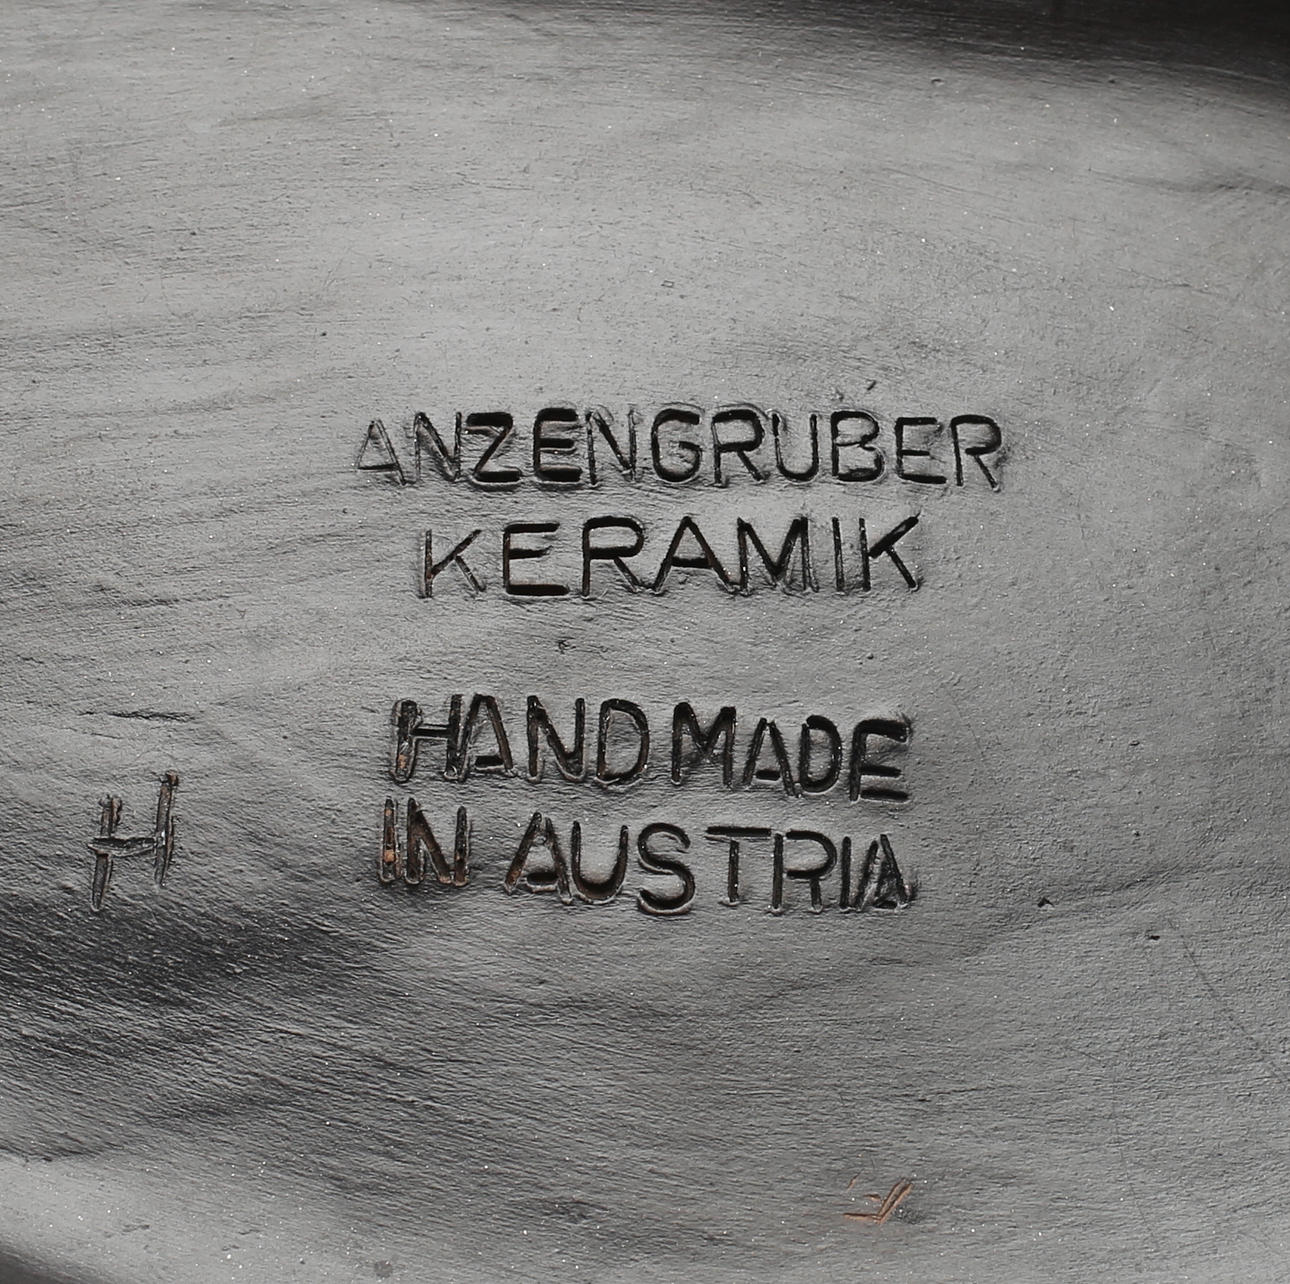 ANZENGRUBER
KERAMIK
HANDMADE
IN AUSTRIA
H